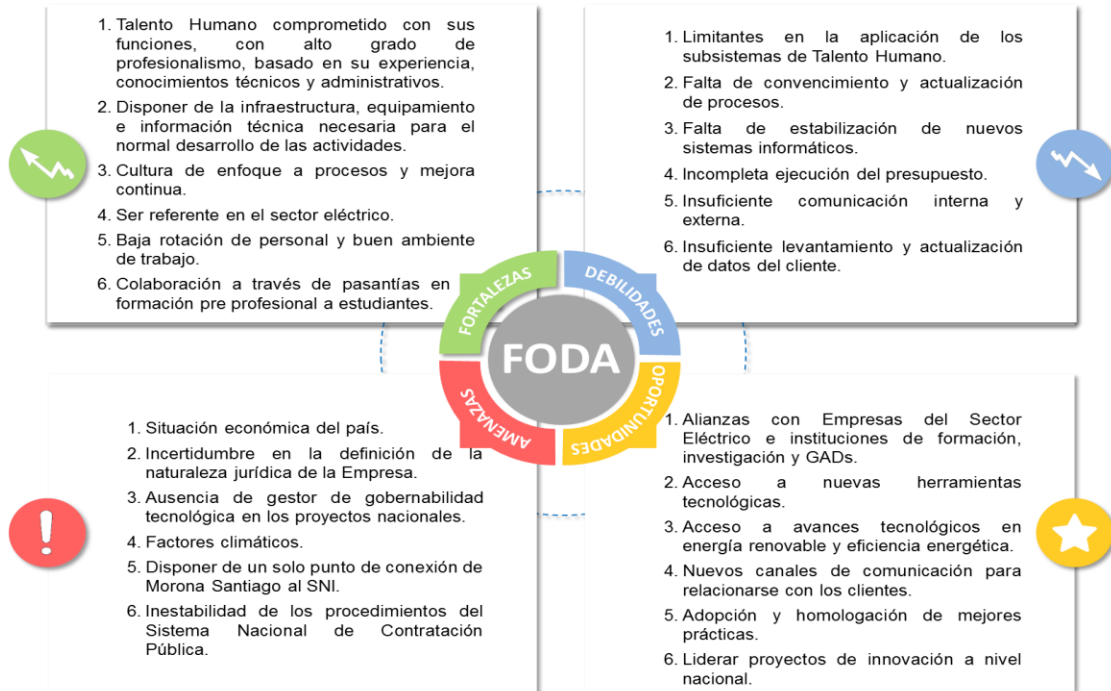 1. Talento Humano comprometido con sus
funciones, con alto grado de
profesionalismo, basado en su experiencia,
conocimientos técnicos y administrativos.
2. Disponer de la infraestructura, equipamiento
e información técnica necesaria para el
normal desarrollo de las actividades.
3. Cultura de enfoque a procesos y mejora
continua.
4. Ser referente en el sector eléctrico.
5. Baja rotación de personal y buen ambiente
de trabajo.
6. Colaboración a través de pasantías en
formación pre profesional a estudiantes.
1. Limitantes en la aplicación de los
subsistemas de Talento Humano.
2. Falta de convencimiento y actualización
de procesos.
3. Falta de estabilización de nuevos
sistemas informáticos.
4. Incompleta ejecución del presupuesto.
5. Insuficiente comunicación interna y
externa.
6. Insuficiente levantamiento y actualización
de datos del cliente.
FORTALEZAS
DEBILIDADES
FODA
AMENAZAS
OPORTUNIDADES
1. Situación económica del país.
2. Incertidumbre en la definición de la
naturaleza jurídica de la Empresa.
3. Ausencia de gestor de gobernabilidad
tecnológica en los proyectos nacionales.
4. Factores climáticos.
5. Disponer de un solo punto de conexión de
Morona Santiago al SNI.
6. Inestabilidad de los procedimientos del
Sistema Nacional de Contratación
Pública.
1. Alianzas con Empresas del Sector
Eléctrico e instituciones de formación,
investigación y GADs.
2. Acceso a nuevas herramientas
tecnológicas.
3. Acceso a avances tecnológicos en
energía renovable y eficiencia energética.
4. Nuevos canales de comunicación para
relacionarse con los clientes.
5. Adopción y homologación de mejores
prácticas.
6. Liderar proyectos de innovación a nivel
nacional.